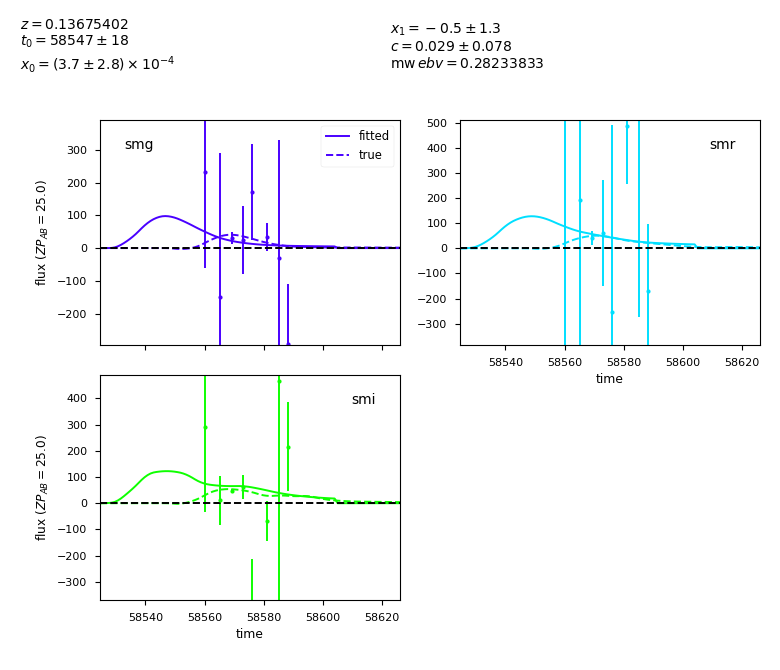 z = 0.13675402
t₀ = 58547 ± 18
x₀ = (3.7 ± 2.8) × 10⁻⁴
x₁ = −0.5 ± 1.3
c = 0.029 ± 0.078
mw ebv = 0.28233833
smg
fitted
true
300
200
100
0
−100
−200
flux (ZP_AB = 25.0)
smr
500
400
300
200
100
0
−100
−200
−300
58540 58560 58580 58600 58620
time
smi
400
300
200
100
0
−100
−200
−300
flux (ZP_AB = 25.0)
58540 58560 58580 58600 58620
time